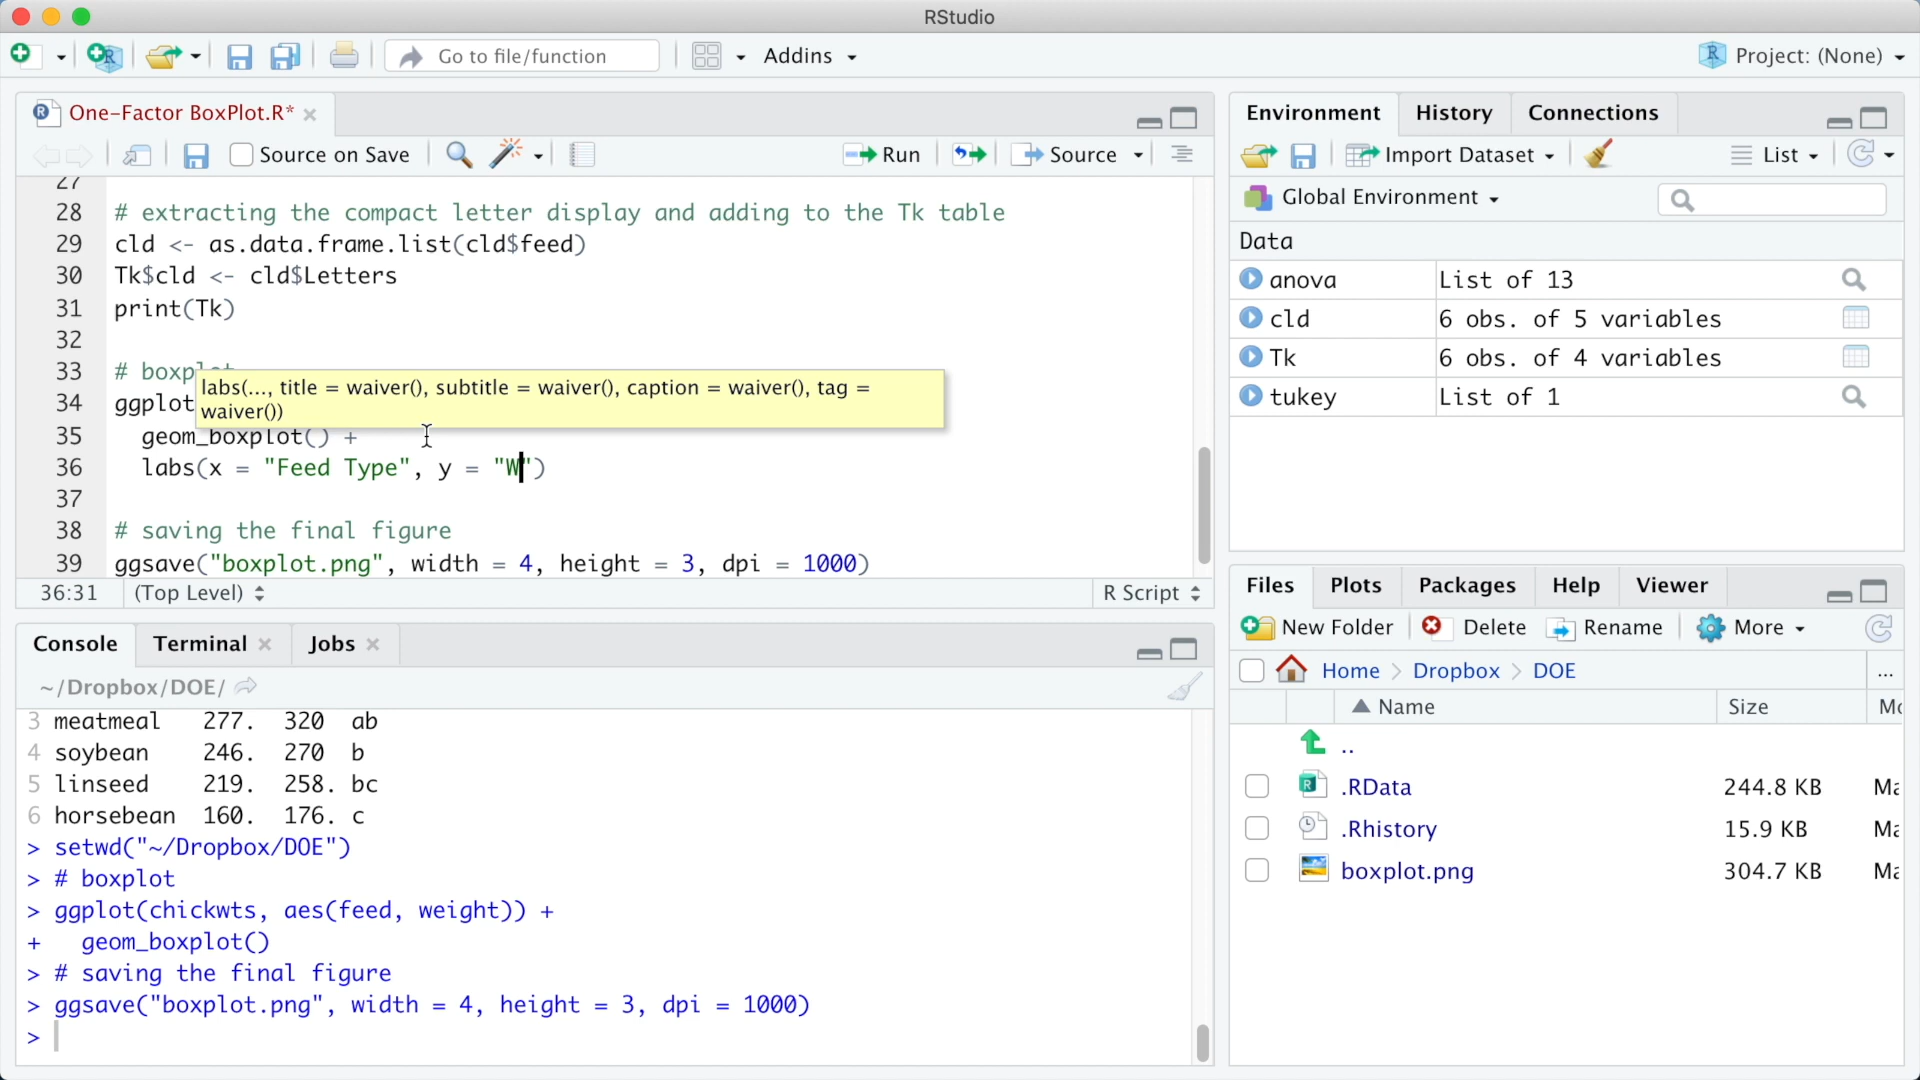 RStudio
Go to file/function
Addins
Project: (None)
One-Factor BoxPlot.R*
Source on Save
Run
Source
27
28 # extracting the compact letter display and adding to the Tk table
29 cld <- as.data.frame.list(cld$feed)
30 Tk$cld <- cld$Letters
31 print(Tk)
32
33 # boxplot
labs(..., title = waiver(), subtitle = waiver(), caption = waiver(), tag =
waiver())
34 ggplot
35 geom_boxplot() +
36 labs(x = "Feed Type", y = "W")
37
38 # saving the final figure
39 ggsave("boxplot.png", width = 4, height = 3, dpi = 1000)
36:31 (Top Level) R Script
Console Terminal Jobs
~/Dropbox/DOE/
3 meatmeal 277. 320 ab
4 soybean 246. 270 b
5 linseed 219. 258. bc
6 horsebean 160. 176. c
> setwd("~/Dropbox/DOE")
> # boxplot
> ggplot(chickwts, aes(feed, weight)) +
+ geom_boxplot()
> # saving the final figure
> ggsave("boxplot.png", width = 4, height = 3, dpi = 1000)
>
Environment History Connections
Import Dataset List
Global Environment
Data
anova List of 13
cld 6 obs. of 5 variables
Tk 6 obs. of 4 variables
tukey List of 1
Files Plots Packages Help Viewer
New Folder Delete Rename More
Home Dropbox DOE ...
Name Size
..
.RData 244.8 KB
.Rhistory 15.9 KB
boxplot.png 304.7 KB